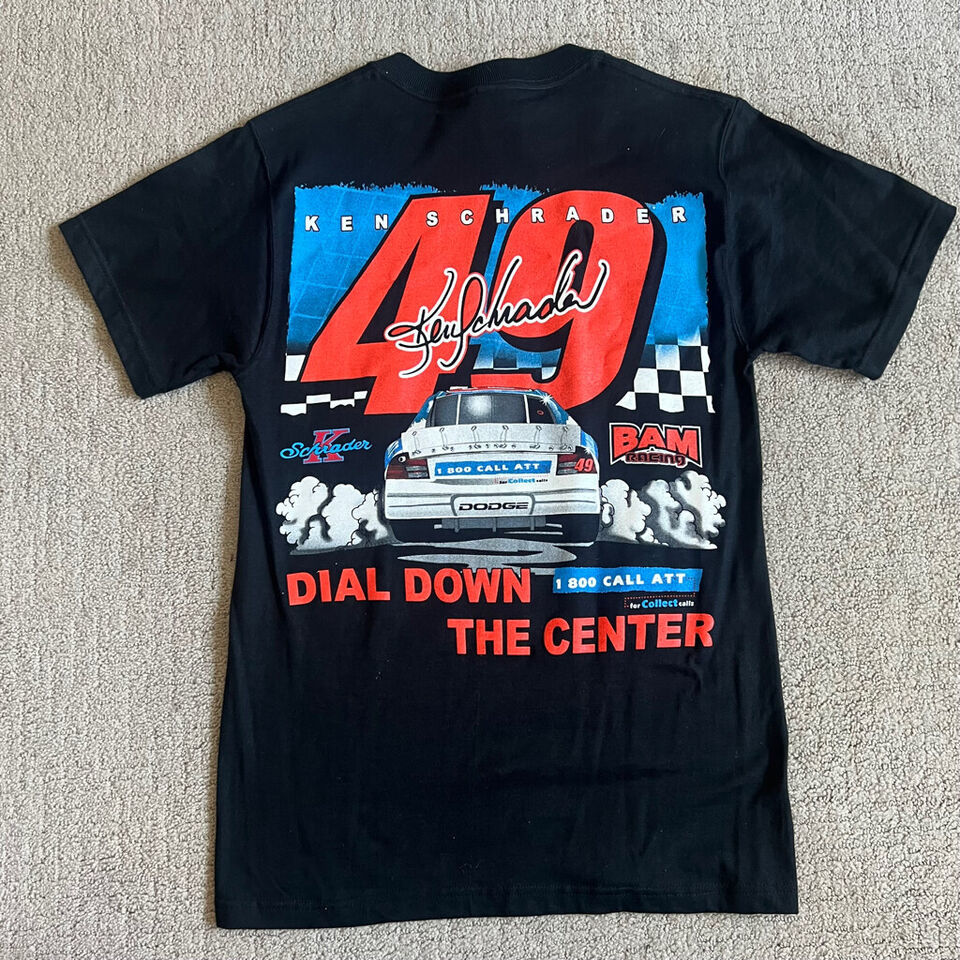 KEN SCHRADER
49
Ken Schrader
K
Schrader
BAM
RACING
1 800 CALL ATT
49
for Collect calls
DODGE
DIAL DOWN
1 800 CALL ATT
for Collect calls
THE CENTER